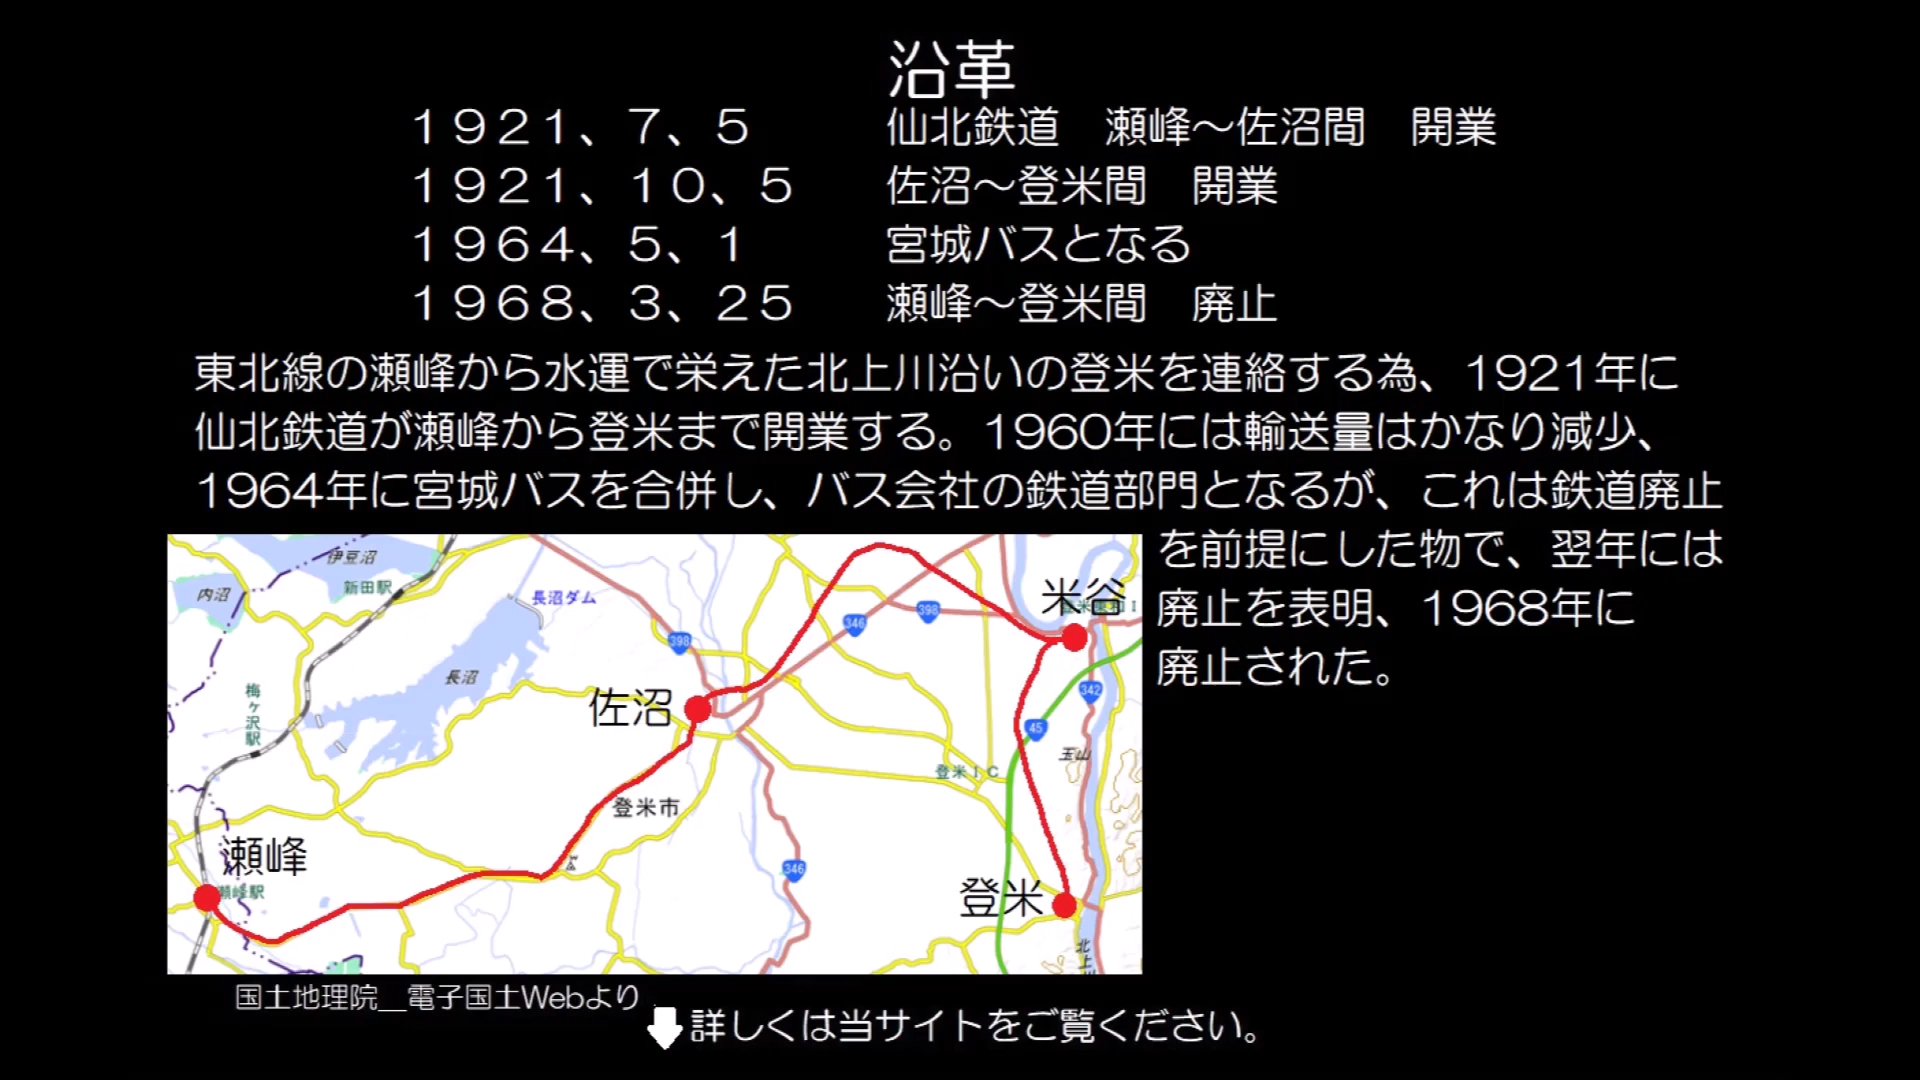 沿革
1921、7、5　仙北鉄道　瀬峰～佐沼間　開業
1921、10、5　佐沼～登米間　開業
1964、5、1　宮城バスとなる
1968、3、25　瀬峰～登米間　廃止
東北線の瀬峰から水運で栄えた北上川沿いの登米を連絡する為、1921年に
仙北鉄道が瀬峰から登米まで開業する。1960年には輸送量はかなり減少、
1964年に宮城バスを合併し、バス会社の鉄道部門となるが、これは鉄道廃止
を前提にした物で、翌年には
廃止を表明、1968年に
廃止された。
伊豆沼
新田駅
内沼
長沼ダム
米谷
346
398
398
長沼
梅ヶ沢駅
佐沼
342
45
玉山
登米IC
登米市
瀬峰
346
瀬峰駅
登米
北上
国土地理院__電子国土Webより
詳しくは当サイトをご覧ください。